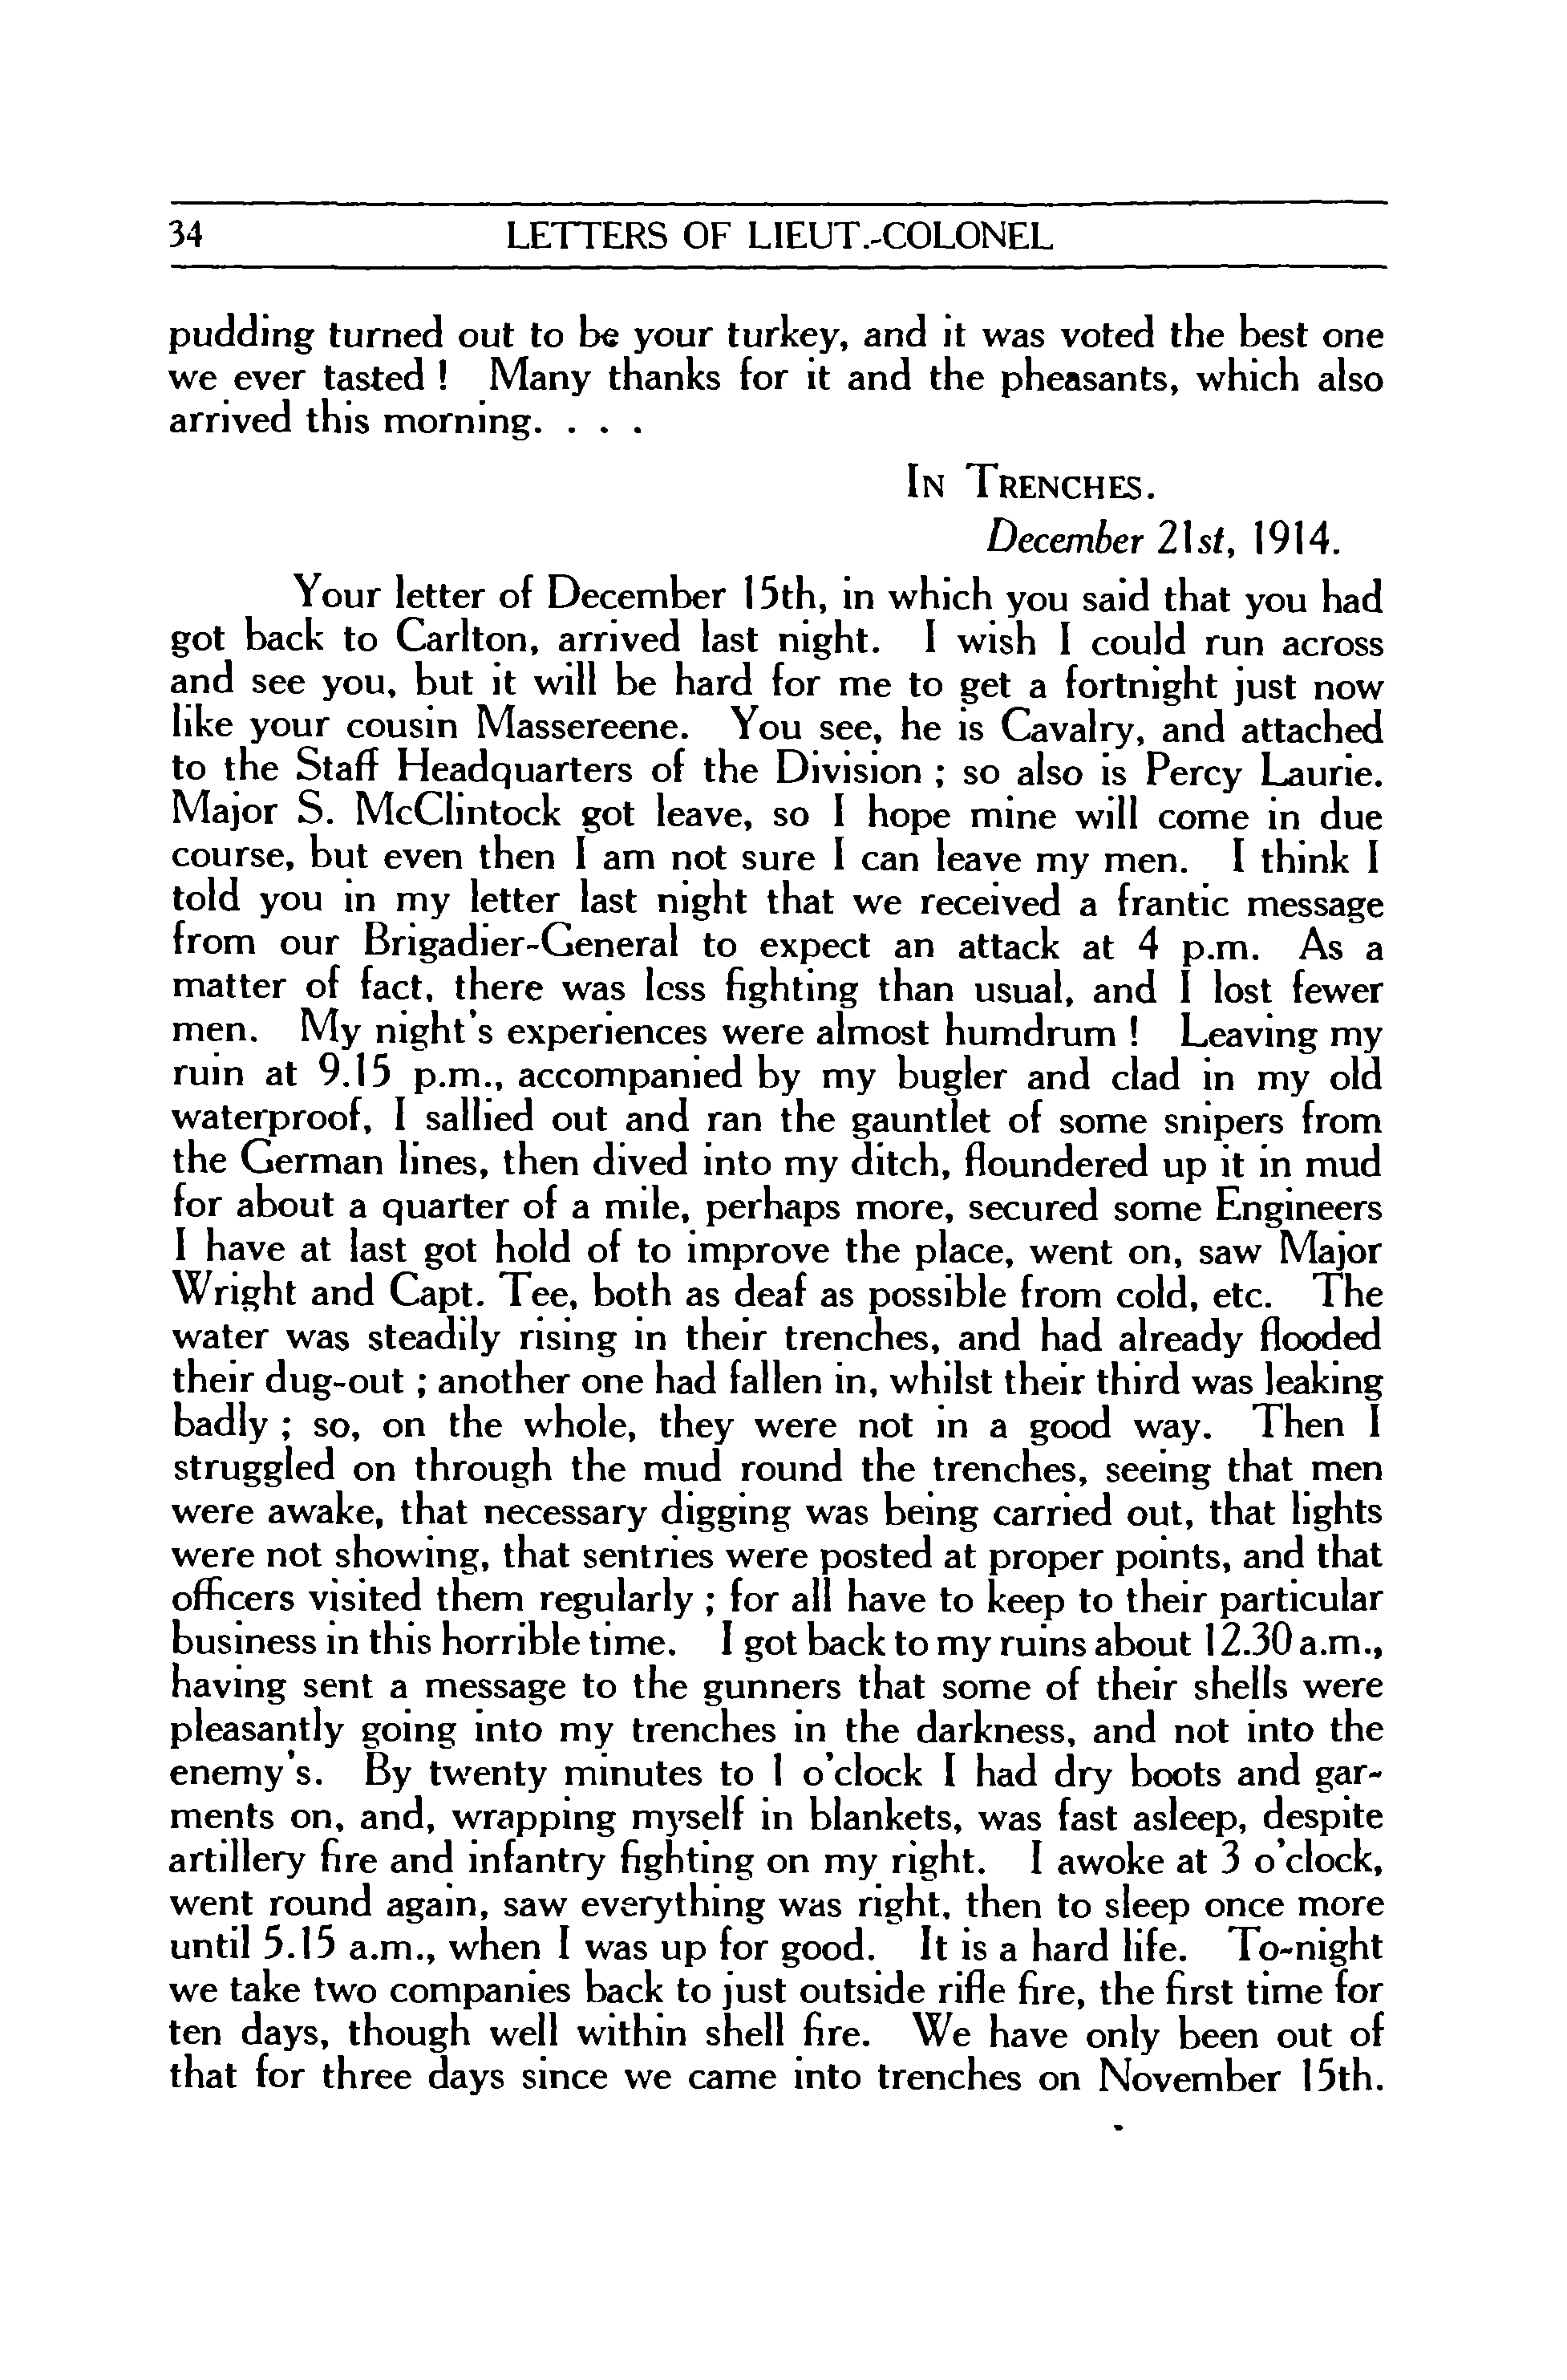 34 LETTERS OF LIEUT.-COLONEL
pudding turned out to be your turkey, and it was voted the best one
we ever tasted ! Many thanks for it and the pheasants, which also
arrived this morning. . . .
In Trenches.
December 21st, 1914.
Your letter of December 15th, in which you said that you had
got back to Carlton, arrived last night. I wish I could run across
and see you, but it will be hard for me to get a fortnight just now
like your cousin Massereene. You see, he is Cavalry, and attached
to the Staff Headquarters of the Division ; so also is Percy Laurie.
Major S. McClintock got leave, so I hope mine will come in due
course, but even then I am not sure I can leave my men. I think I
told you in my letter last night that we received a frantic message
from our Brigadier-General to expect an attack at 4 p.m. As a
matter of fact, there was less fighting than usual, and I lost fewer
men. My night's experiences were almost humdrum ! Leaving my
ruin at 9.15 p.m., accompanied by my bugler and clad in my old
waterproof, I sallied out and ran the gauntlet of some snipers from
the German lines, then dived into my ditch, floundered up it in mud
for about a quarter of a mile, perhaps more, secured some Engineers
I have at last got hold of to improve the place, went on, saw Major
Wright and Capt. Tee, both as deaf as possible from cold, etc. The
water was steadily rising in their trenches, and had already flooded
their dug-out ; another one had fallen in, whilst their third was leaking
badly ; so, on the whole, they were not in a good way. Then I
struggled on through the mud round the trenches, seeing that men
were awake, that necessary digging was being carried out, that lights
were not showing, that sentries were posted at proper points, and that
officers visited them regularly ; for all have to keep to their particular
business in this horrible time. I got back to my ruins about 12.30 a.m.,
having sent a message to the gunners that some of their shells were
pleasantly going into my trenches in the darkness, and not into the
enemy's. By twenty minutes to 1 o'clock I had dry boots and gar-
ments on, and, wrapping myself in blankets, was fast asleep, despite
artillery fire and infantry fighting on my right. I awoke at 3 o'clock,
went round again, saw everything was right, then to sleep once more
until 5.15 a.m., when I was up for good. It is a hard life. To-night
we take two companies back to just outside rifle fire, the first time for
ten days, though well within shell fire. We have only been out of
that for three days since we came into trenches on November 15th.